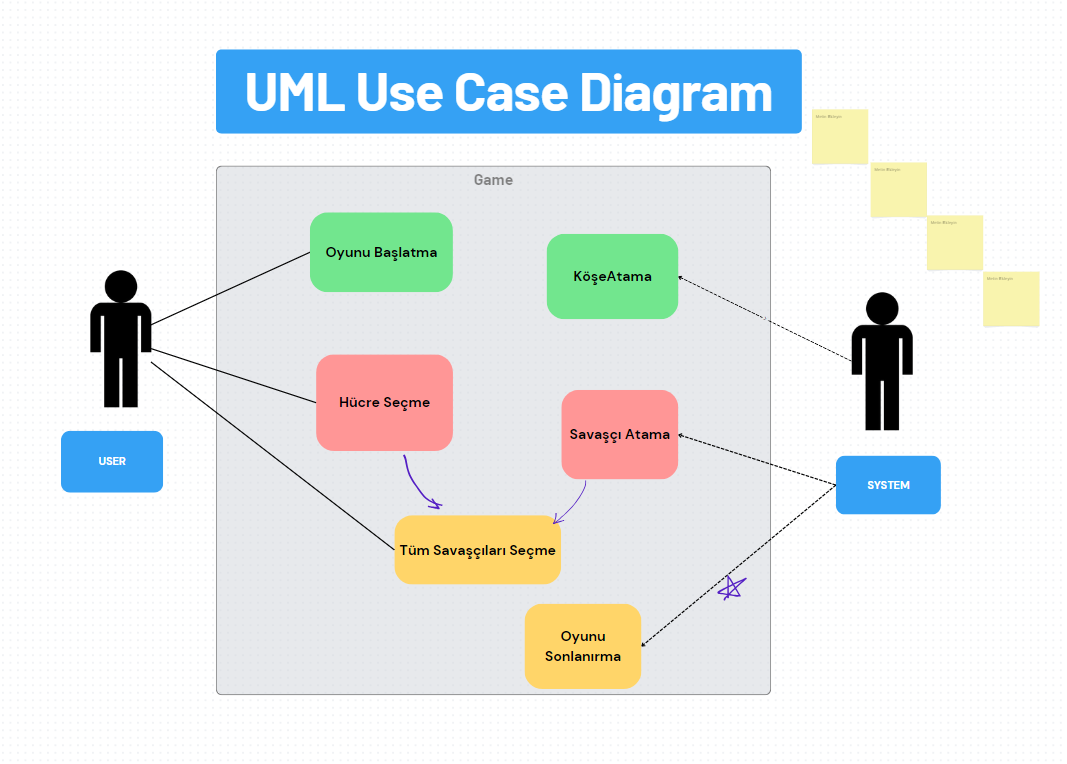 UML Use Case Diagram
Game
Oyunu Başlatma
KöşeAtama
Hücre Seçme
Savaşçı Atama
USER
SYSTEM
Tüm Savaşçıları Seçme
Oyunu
Sonlanırma